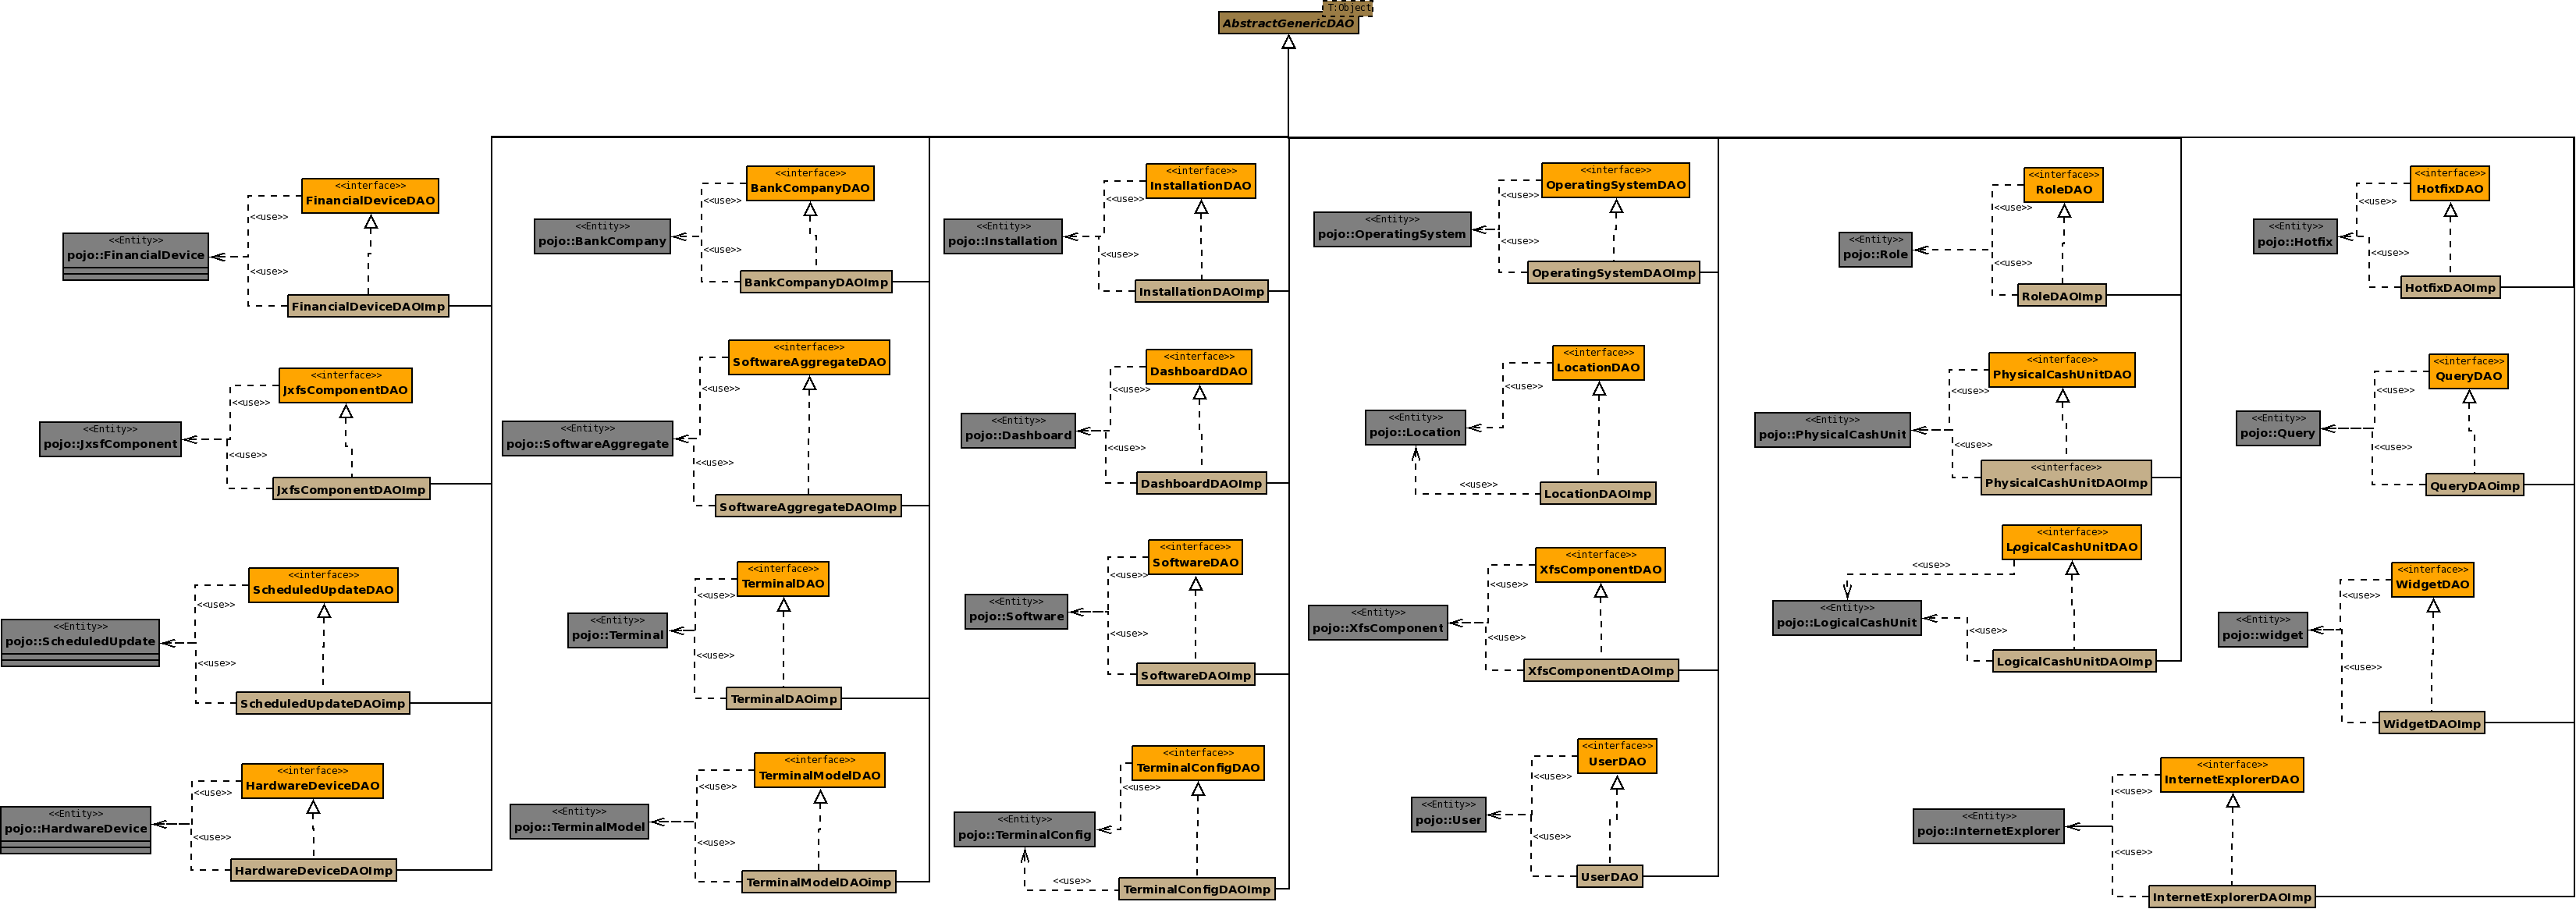 T:Object
AbstractGenericDAO
<<interface>>
FinancialDeviceDAO
<<use>>
<<Entity>>
pojo::FinancialDevice
<<use>>
FinancialDeviceDAOImp
<<interface>>
JxfsComponentDAO
<<use>>
<<Entity>>
pojo::JxsfComponent
<<use>>
JxfsComponentDAOImp
<<interface>>
ScheduledUpdateDAO
<<use>>
<<Entity>>
pojo::ScheduledUpdate
<<use>>
ScheduledUpdateDAOimp
<<interface>>
HardwareDeviceDAO
<<use>>
<<Entity>>
pojo::HardwareDevice
<<use>>
HardwareDeviceDAOImp
<<interface>>
BankCompanyDAO
<<use>>
<<Entity>>
pojo::BankCompany
<<use>>
BankCompanyDAOImp
<<interface>>
SoftwareAggregateDAO
<<use>>
<<Entity>>
pojo::SoftwareAggregate
<<use>>
SoftwareAggregateDAOImp
<<interface>>
TerminalDAO
<<use>>
<<Entity>>
pojo::Terminal
<<use>>
TerminalDAOimp
<<interface>>
TerminalModelDAO
<<use>>
<<Entity>>
pojo::TerminalModel
<<use>>
TerminalModelDAOimp
<<interface>>
InstallationDAO
<<use>>
<<Entity>>
pojo::Installation
<<use>>
InstallationDAOImp
<<interface>>
DashboardDAO
<<use>>
<<Entity>>
pojo::Dashboard
<<use>>
DashboardDAOImp
<<interface>>
SoftwareDAO
<<use>>
<<Entity>>
pojo::Software
<<use>>
SoftwareDAOImp
<<interface>>
TerminalConfigDAO
<<use>>
<<Entity>>
pojo::TerminalConfig
<<use>>
TerminalConfigDAOImp
<<interface>>
OperatingSystemDAO
<<use>>
<<Entity>>
pojo::OperatingSystem
<<use>>
OperatingSystemDAOImp
<<interface>>
LocationDAO
<<use>>
<<Entity>>
pojo::Location
<<use>>
LocationDAOImp
<<interface>>
XfsComponentDAO
<<use>>
<<Entity>>
pojo::XfsComponent
<<use>>
XfsComponentDAOImp
<<interface>>
UserDAO
<<use>>
<<Entity>>
pojo::User
<<use>>
UserDAO
<<interface>>
RoleDAO
<<use>>
<<Entity>>
pojo::Role
<<use>>
RoleDAOImp
<<interface>>
PhysicalCashUnitDAO
<<use>>
<<Entity>>
pojo::PhysicalCashUnit
<<use>>
<<interface>>
PhysicalCashUnitDAOImp
<<interface>>
LogicalCashUnitDAO
<<use>>
<<Entity>>
pojo::LogicalCashUnit
<<use>>
LogicalCashUnitDAOImp
<<interface>>
HotfixDAO
<<use>>
<<Entity>>
pojo::Hotfix
<<use>>
HotfixDAOImp
<<interface>>
QueryDAO
<<use>>
<<Entity>>
pojo::Query
<<use>>
QueryDAOimp
<<interface>>
WidgetDAO
<<use>>
<<Entity>>
pojo::widget
<<use>>
WidgetDAOImp
<<interface>>
InternetExplorerDAO
<<use>>
<<Entity>>
pojo::InternetExplorer
<<use>>
InternetExplorerDAOImp